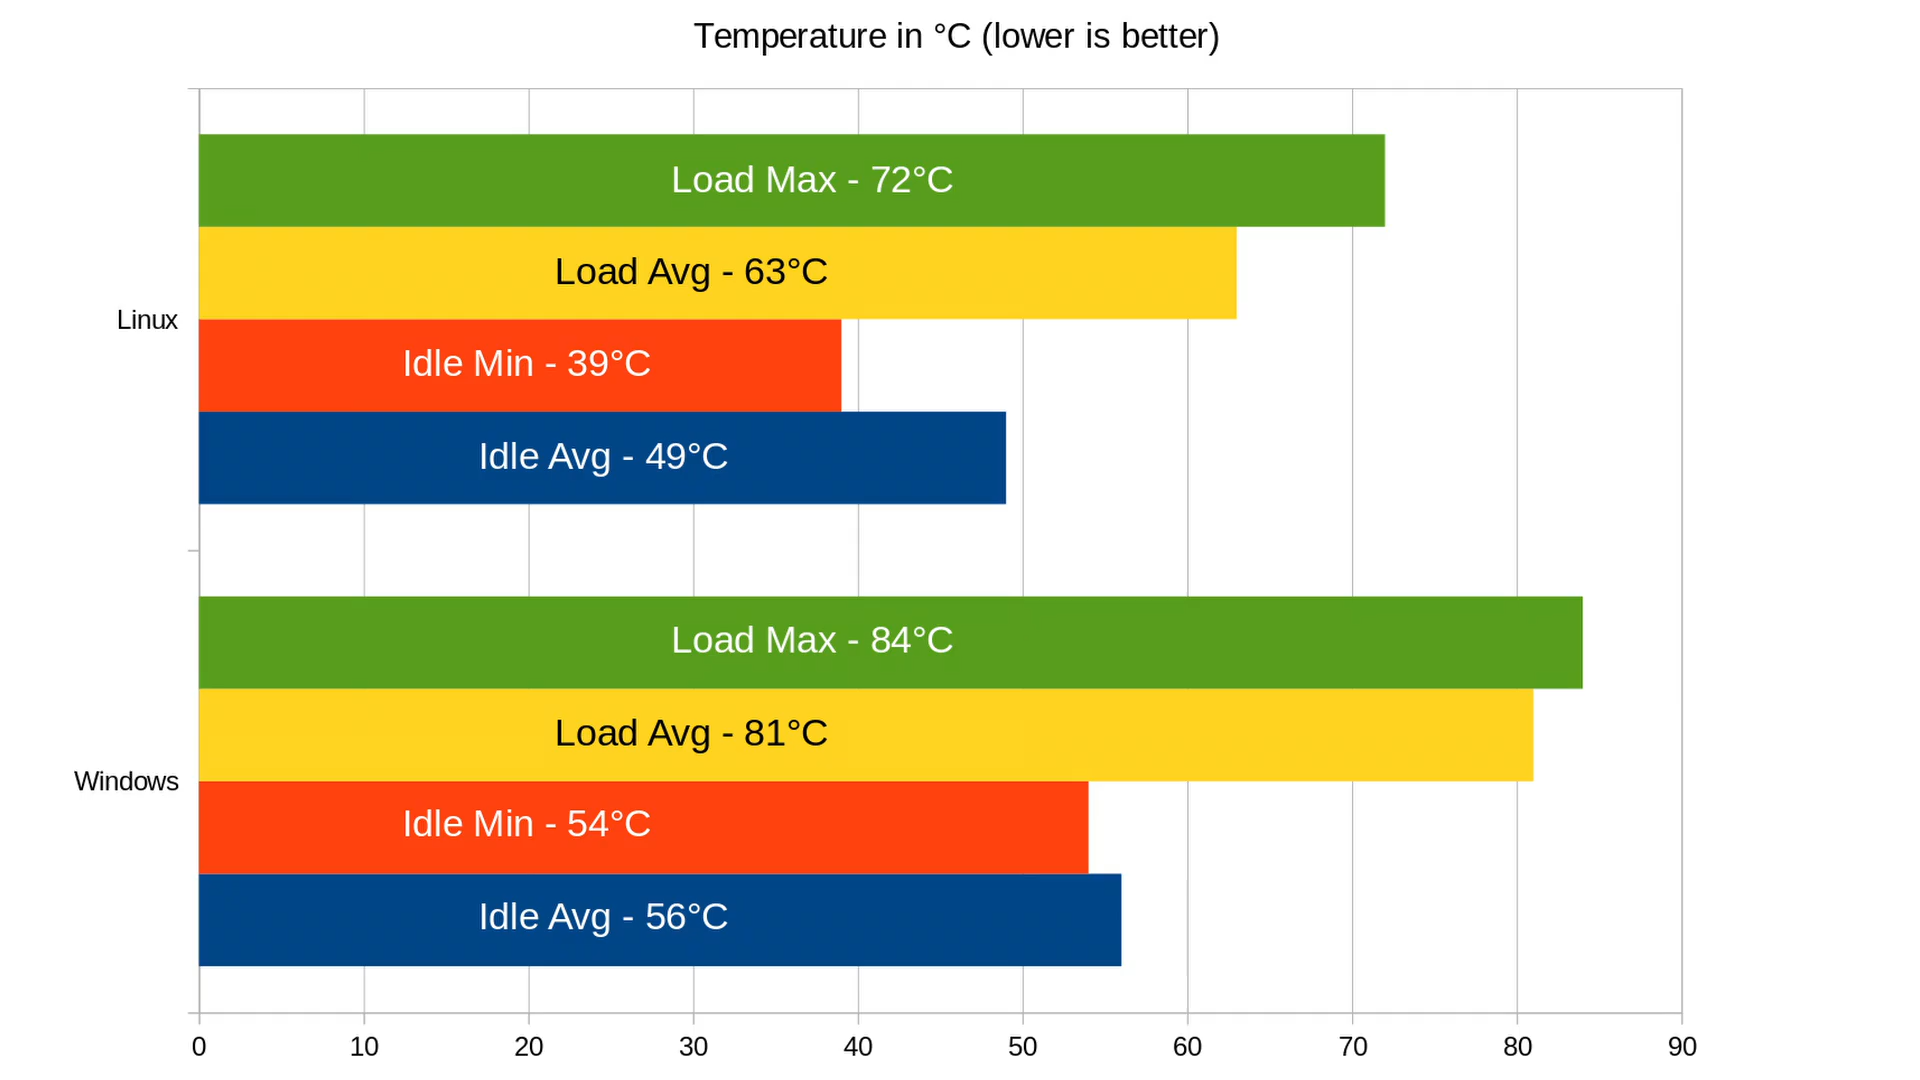 Temperature in °C (lower is better)
Load Max - 72°C
Load Avg - 63°C
Linux
Idle Min - 39°C
Idle Avg - 49°C
Load Max - 84°C
Load Avg - 81°C
Windows
Idle Min - 54°C
Idle Avg - 56°C
0 10 20 30 40 50 60 70 80 90